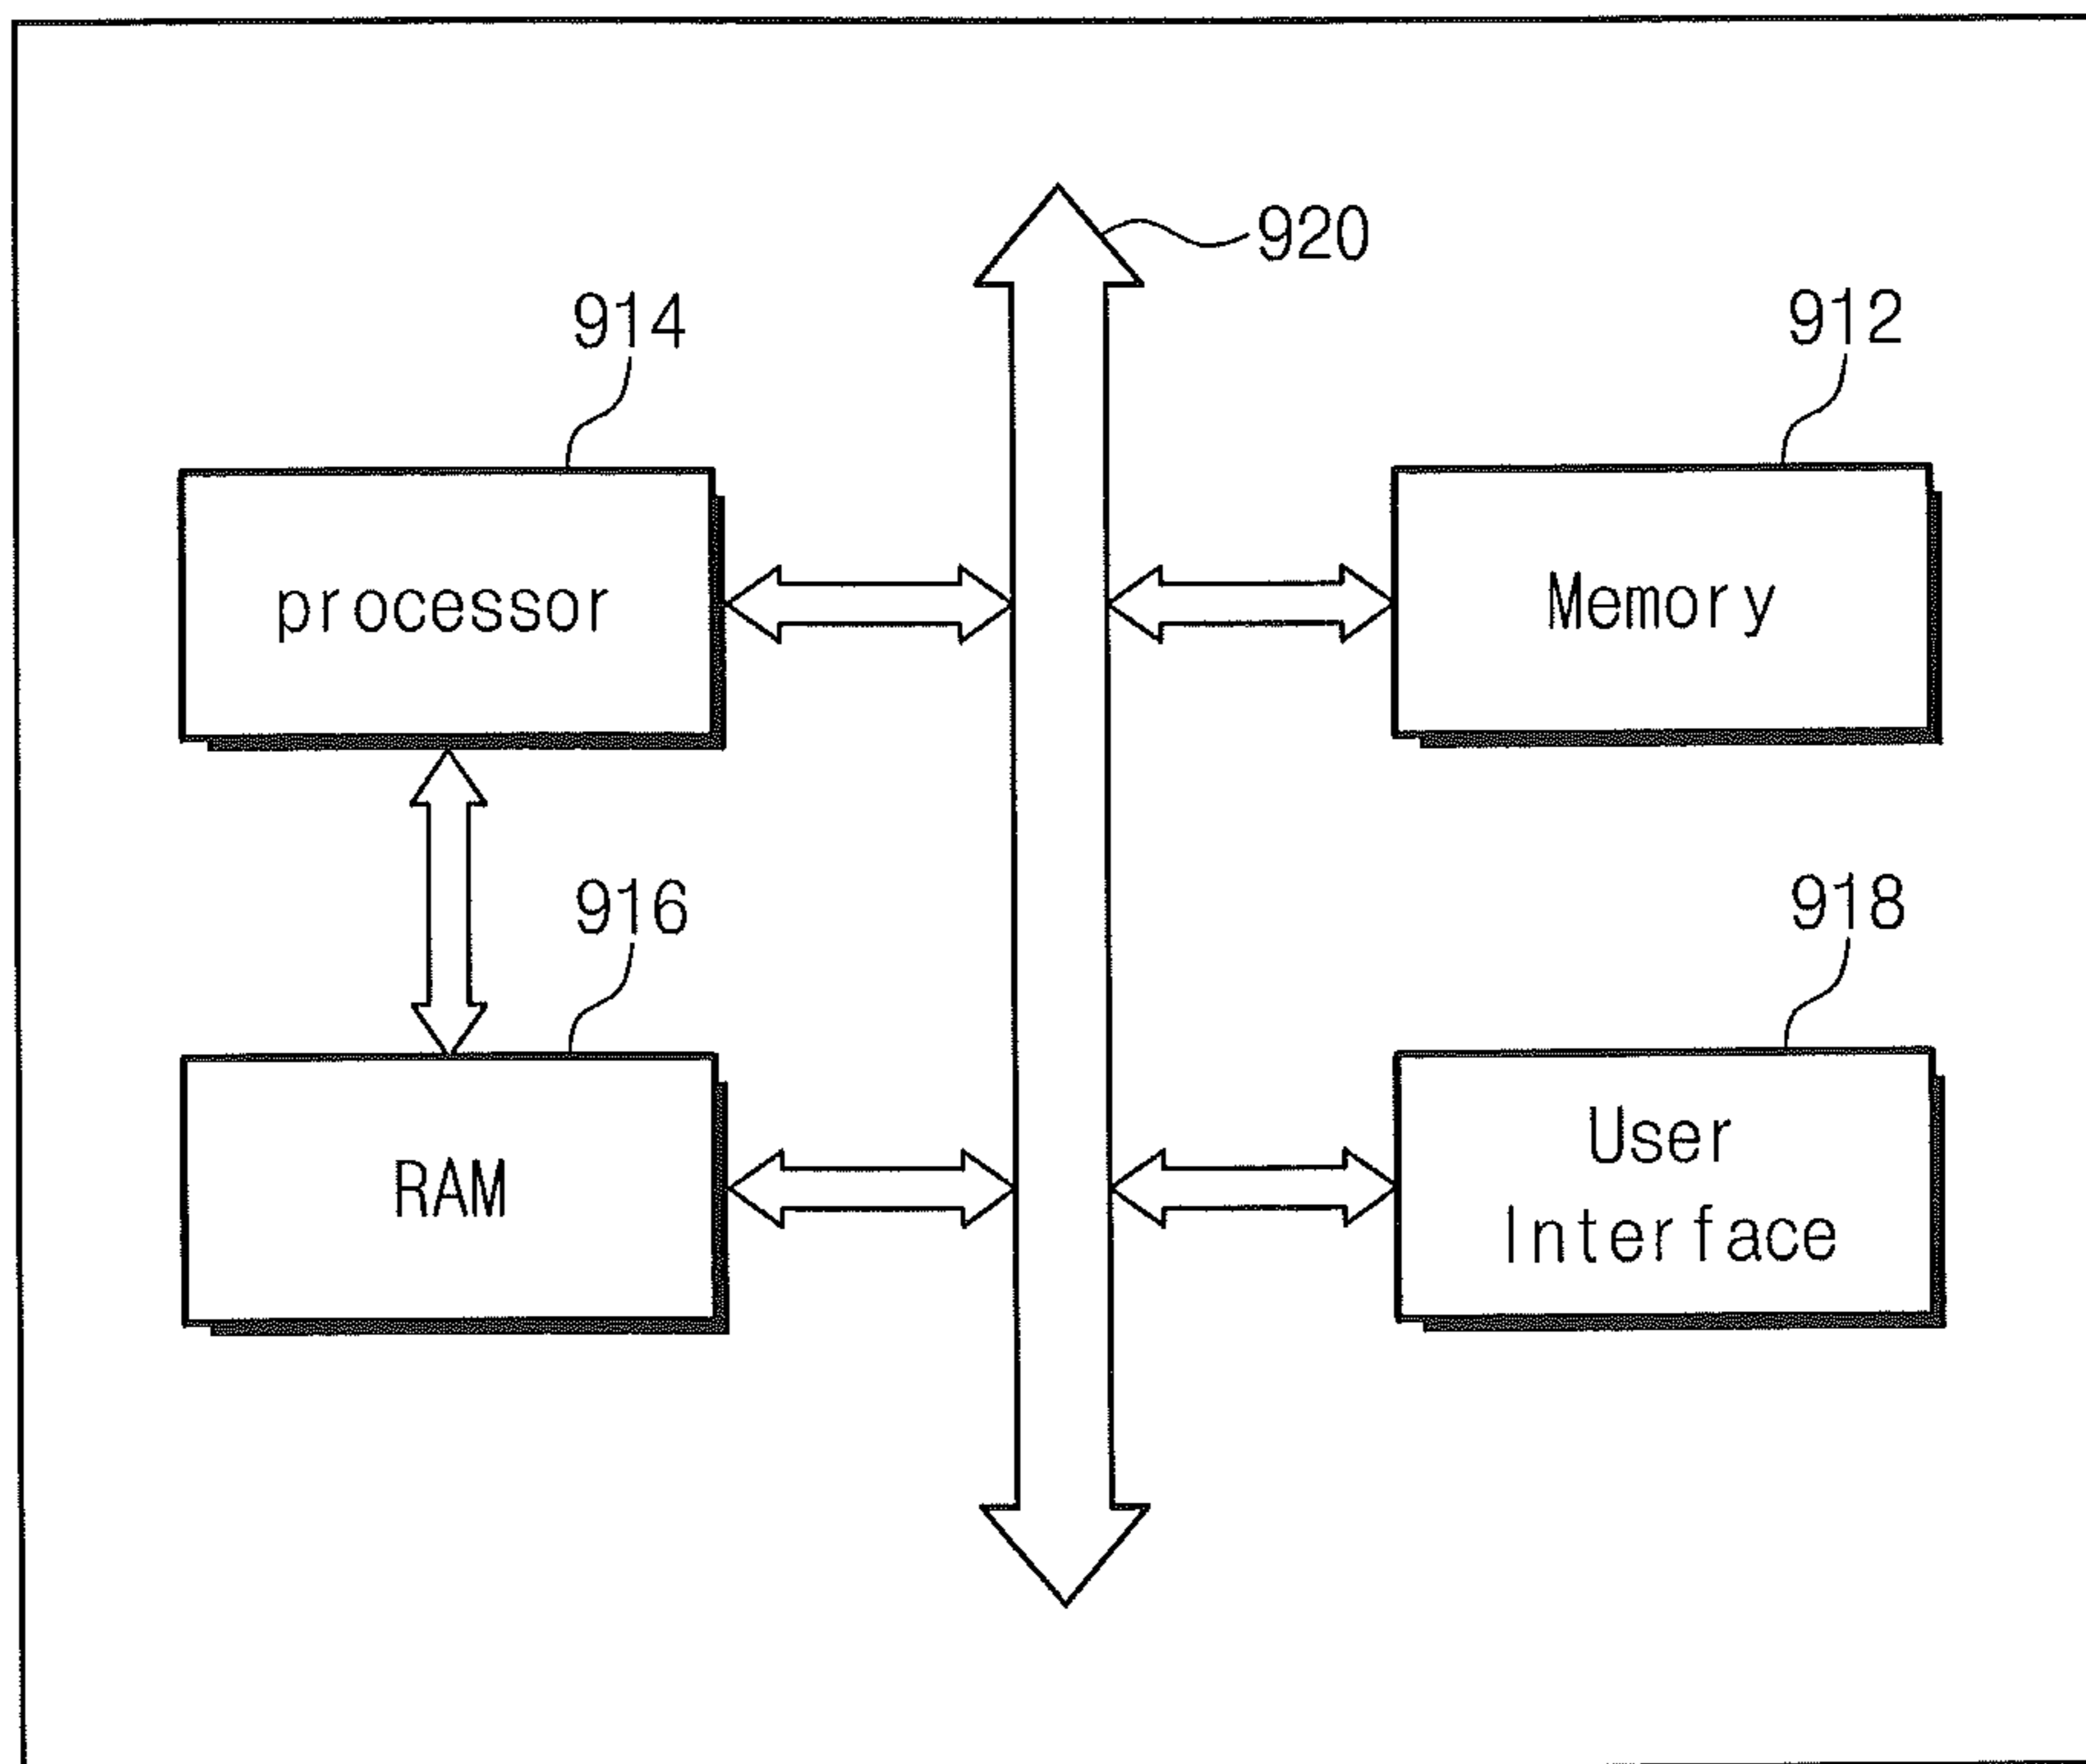 920
914
912
processor
Memory
916
918
RAM
User
Interface